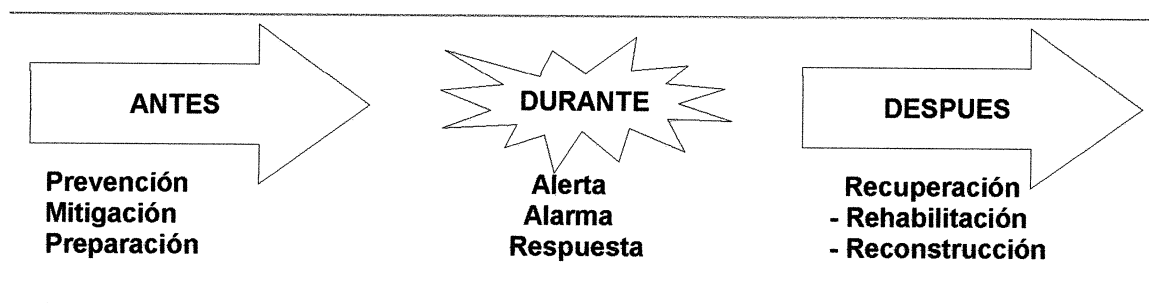 ANTES
Prevención
Mitigación
Preparación
DURANTE
Alerta
Alarma
Respuesta
DESPUES
Recuperación
- Rehabilitación
- Reconstrucción